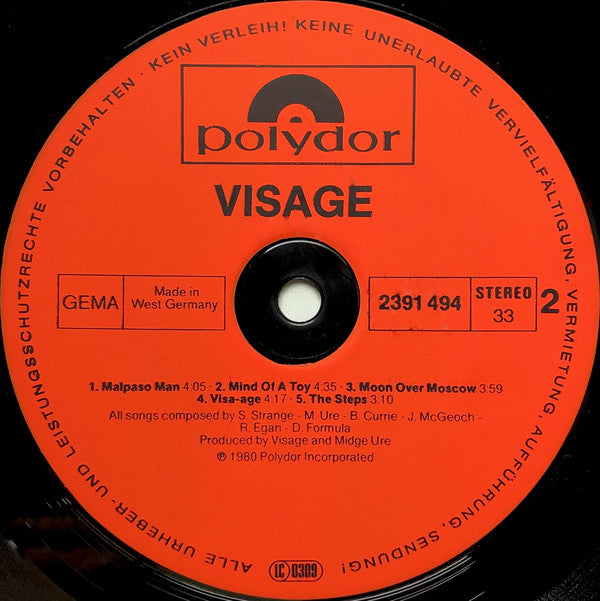 ALLE URHEBER- UND LEISTUNGSSCHUTZRECHTE VORBEHALTEN · KEIN VERLEIH! KEINE UNERLAUBTE VERVIELFÄLTIGUNG, VERMIETUNG, AUFFÜHRUNG, SENDUNG!
polydor
VISAGE
GEMA
Made in
West Germany
2391 494
STEREO
33
2
1. Malpaso Man 4:05 · 2. Mind Of A Toy 4:35 · 3. Moon Over Moscow 3:59
4. Visa-age 4:17 · 5. The Steps 3:10
All songs composed by S. Strange - M. Ure - B. Currie - J. McGeoch -
R. Egan - D. Formula
Produced by Visage and Midge Ure
℗ 1980 Polydor Incorporated
LC 0309